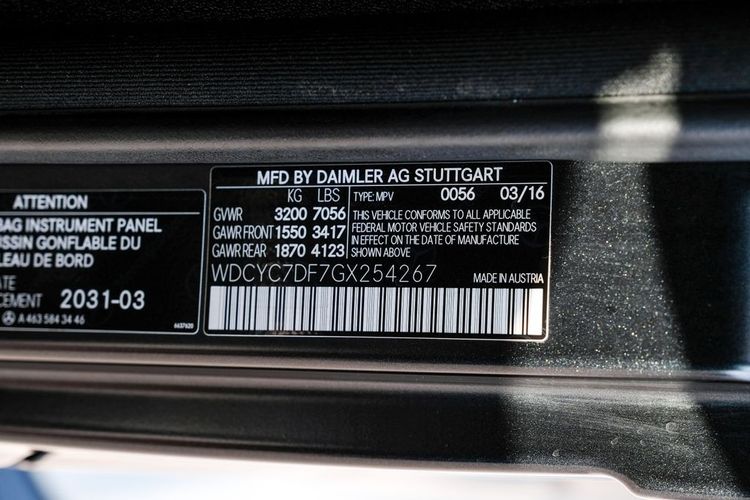 ATTENTION
BAG INSTRUMENT PANEL
SSIN GONFLABLE DU
LEAU DE BORD
ATE
CEMENT 2031-03
A 463 584 34 46
6637620
MFD BY DAIMLER AG STUTTGART
KG LBS TYPE: MPV 0056 03/16
GVWR 3200 7056
GAWR FRONT 1550 3417
GAWR REAR 1870 4123
THIS VEHICLE CONFORMS TO ALL APPLICABLE
FEDERAL MOTOR VEHICLE SAFETY STANDARDS
IN EFFECT ON THE DATE OF MANUFACTURE
SHOWN ABOVE
WDCYC7DF7GX254267
MADE IN AUSTRIA